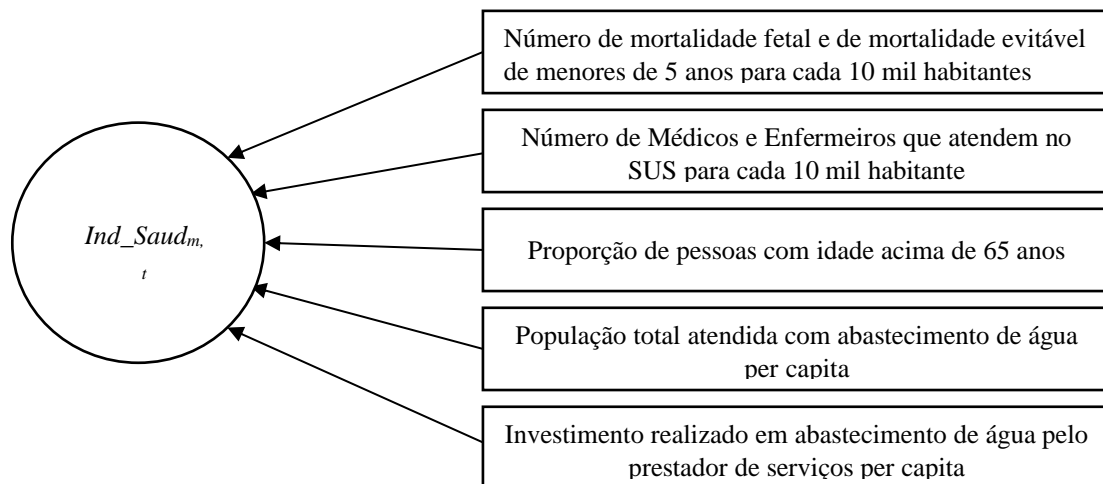 Número de mortalidade fetal e de mortalidade evitável
de menores de 5 anos para cada 10 mil habitantes
Número de Médicos e Enfermeiros que atendem no
SUS para cada 10 mil habitante
Ind_Saudm,
t
Proporção de pessoas com idade acima de 65 anos
População total atendida com abastecimento de água
per capita
Investimento realizado em abastecimento de água pelo
prestador de serviços per capita